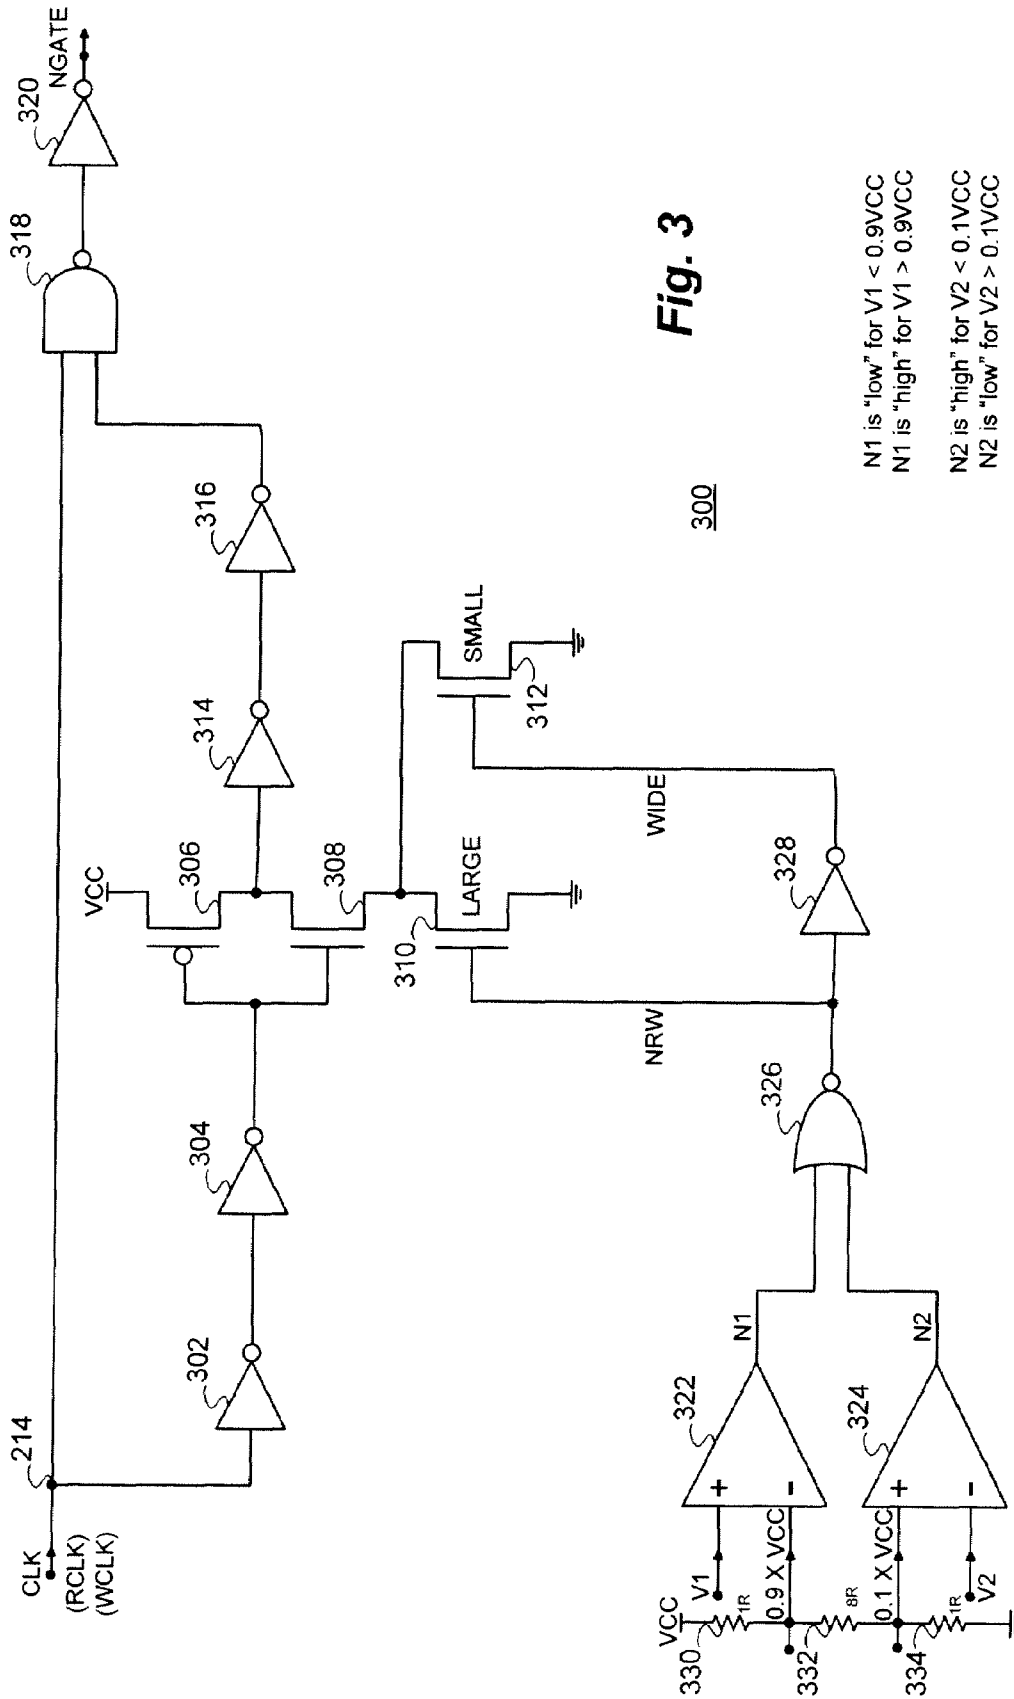 CLK
(RCLK)
(WCLK)
214
302
304
VCC
306
308
314
316
318
320
NGATE
310
LARGE
312
SMALL
NRW
WIDE
VCC
330
1R
0.9 X VCC
332
8R
0.1 X VCC
334
1R
V1
V2
+
-
322
+
-
324
N1
N2
326
328
300
Fig. 3
N1 is "low" for V1 < 0.9VCC
N1 is "high" for V1 > 0.9VCC
N2 is "high" for V2 < 0.1VCC
N2 is "low" for V2 > 0.1VCC